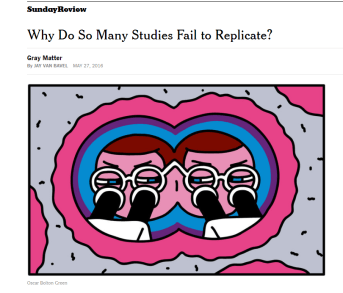 SundayReview
Why Do So Many Studies Fail to Replicate?
Gray Matter
By JAY VAN BAVEL MAY 27, 2016
Oscar Bolton Green